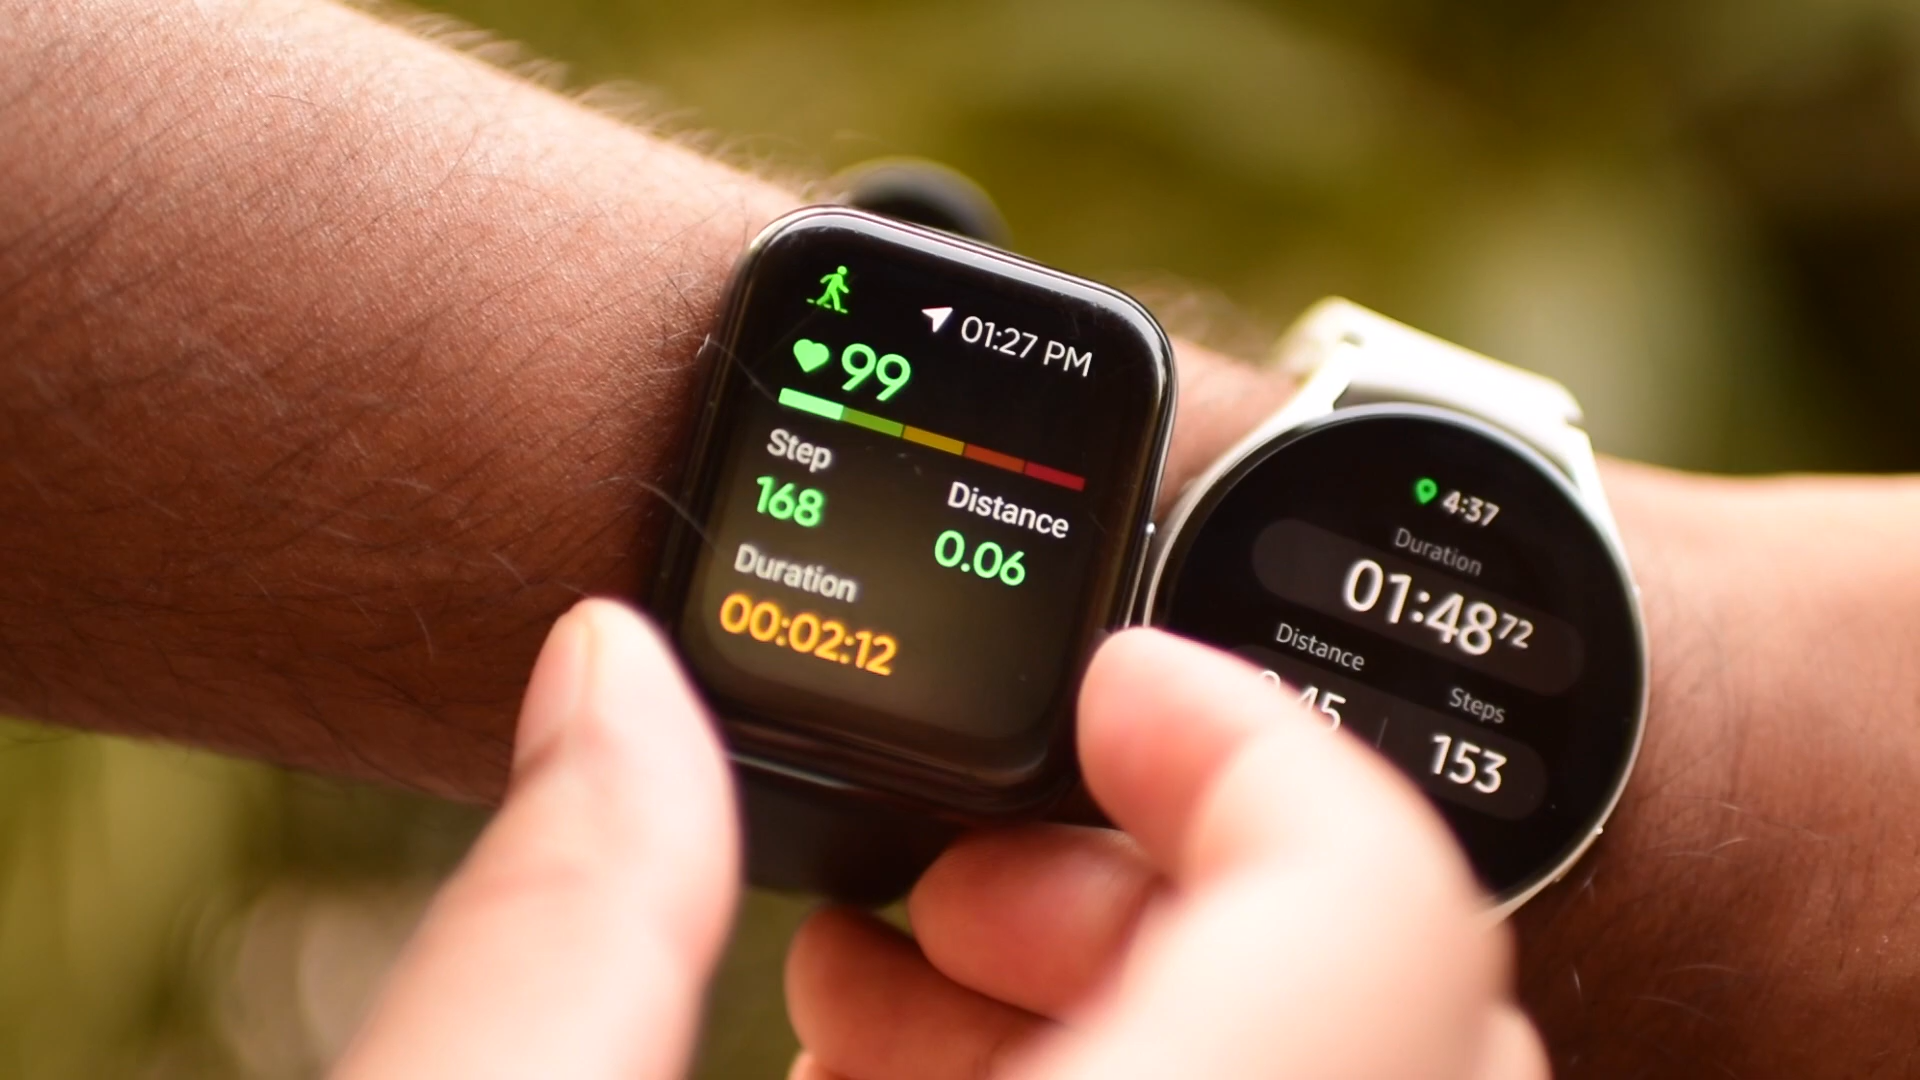 01:27 PM
99
Step
168
Distance
0.06
Duration
00:02:12
4:37
Duration
01:48 72
Distance
Steps
153